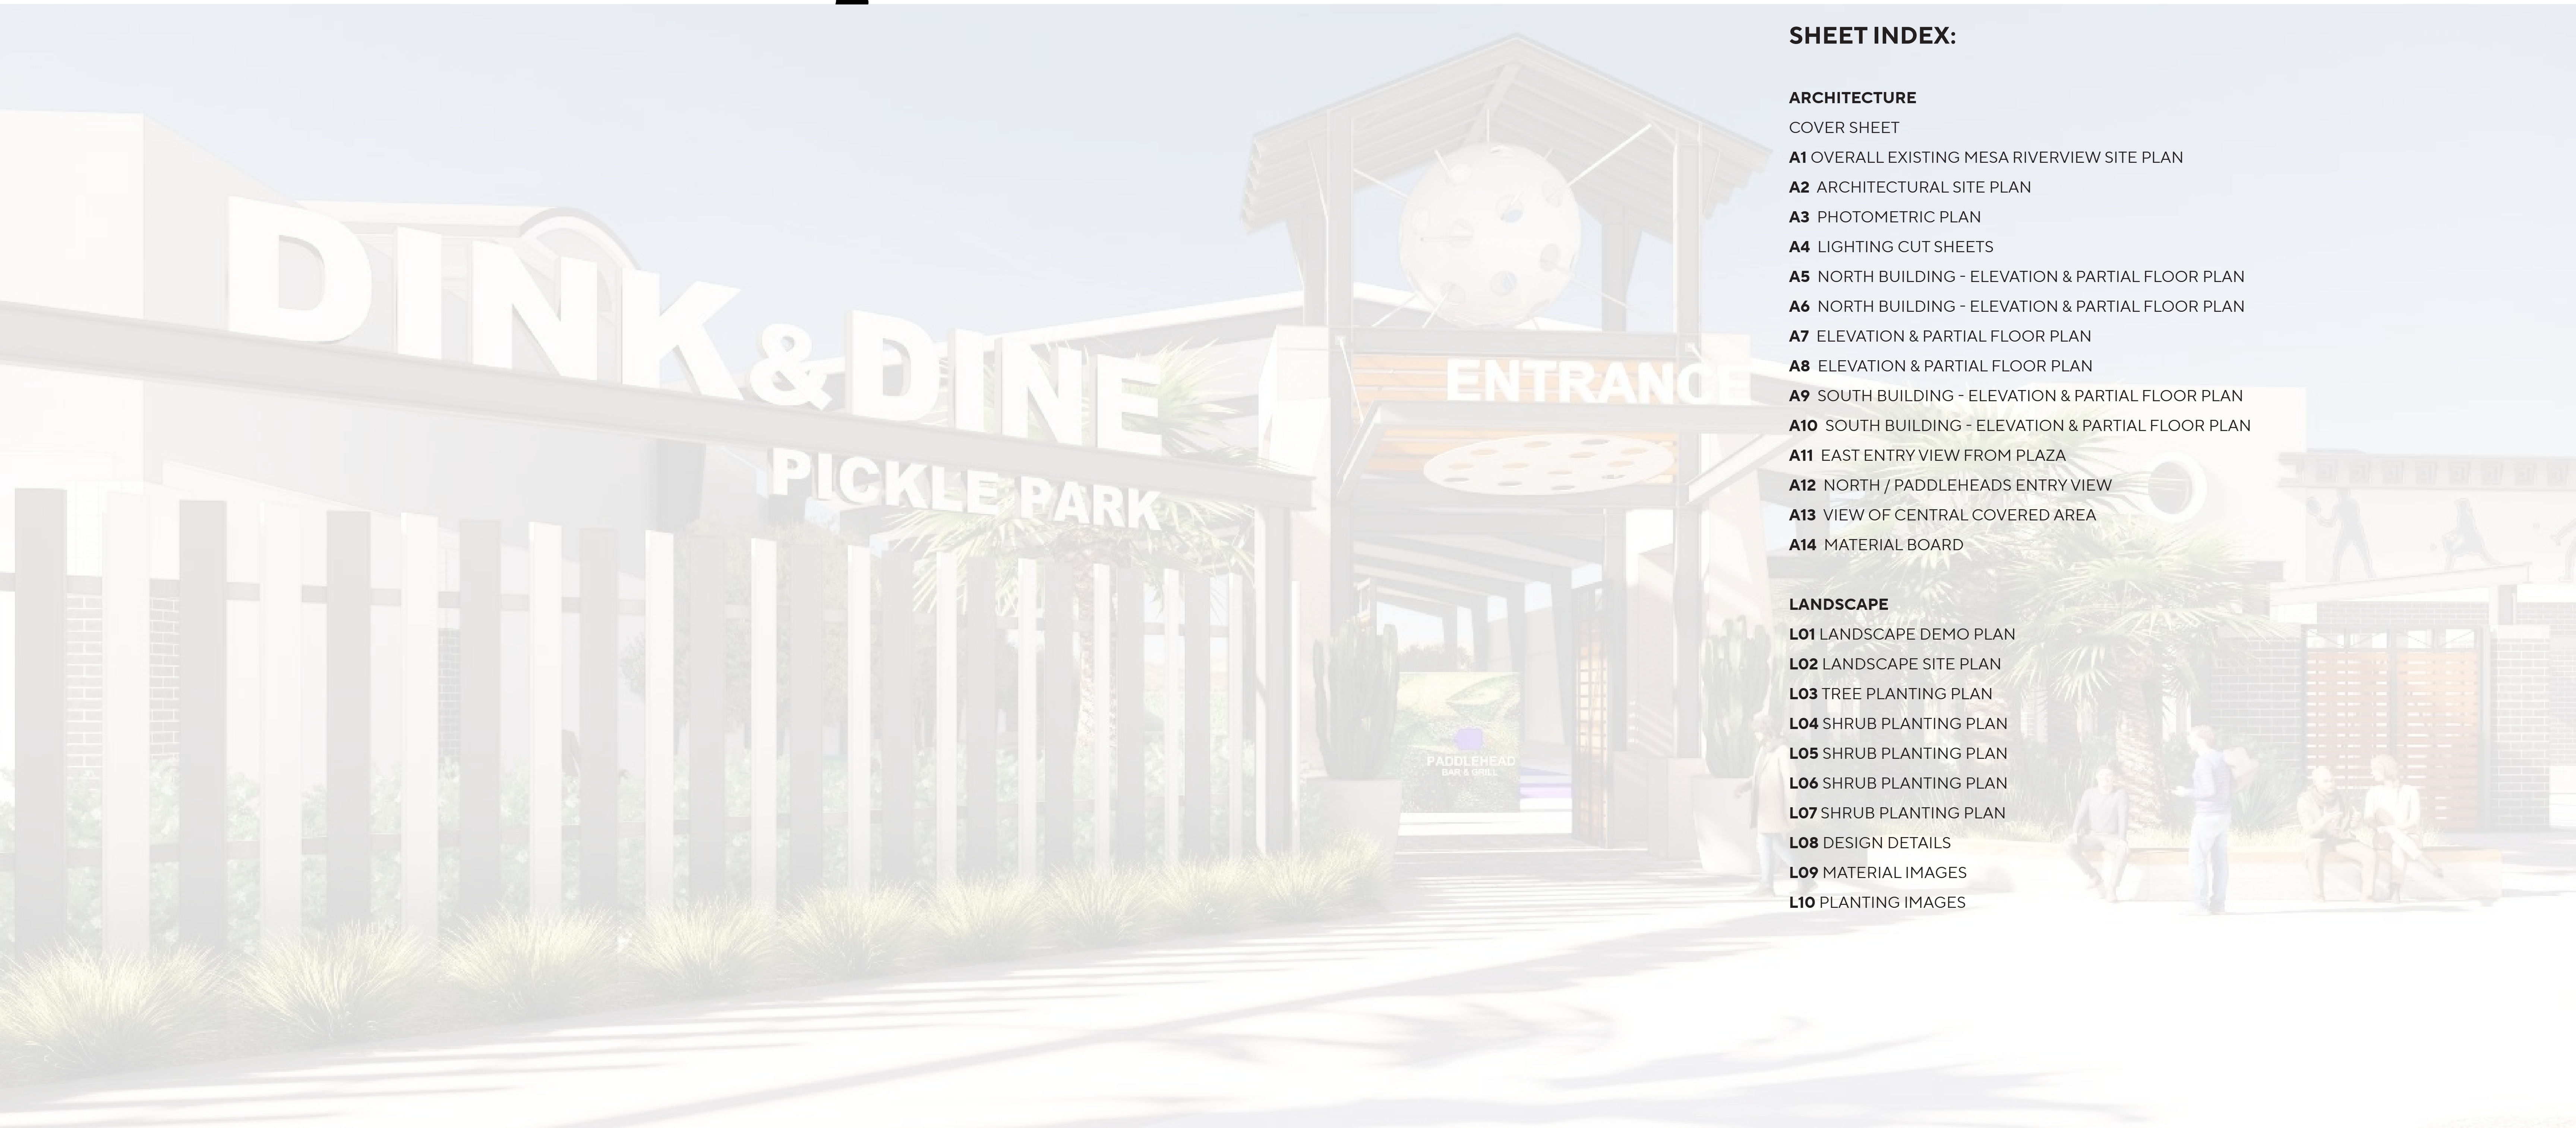 SHEET INDEX:
ARCHITECTURE
COVER SHEET
A1 OVERALL EXISTING MESA RIVERVIEW SITE PLAN
A2 ARCHITECTURAL SITE PLAN
A3 PHOTOMETRIC PLAN
A4 LIGHTING CUT SHEETS
A5 NORTH BUILDING - ELEVATION & PARTIAL FLOOR PLAN
A6 NORTH BUILDING - ELEVATION & PARTIAL FLOOR PLAN
A7 ELEVATION & PARTIAL FLOOR PLAN
A8 ELEVATION & PARTIAL FLOOR PLAN
A9 SOUTH BUILDING - ELEVATION & PARTIAL FLOOR PLAN
A10 SOUTH BUILDING - ELEVATION & PARTIAL FLOOR PLAN
A11 EAST ENTRY VIEW FROM PLAZA
A12 NORTH / PADDLEHEADS ENTRY VIEW
A13 VIEW OF CENTRAL COVERED AREA
A14 MATERIAL BOARD
LANDSCAPE
L01 LANDSCAPE DEMO PLAN
L02 LANDSCAPE SITE PLAN
L03 TREE PLANTING PLAN
L04 SHRUB PLANTING PLAN
L05 SHRUB PLANTING PLAN
L06 SHRUB PLANTING PLAN
L07 SHRUB PLANTING PLAN
L08 DESIGN DETAILS
L09 MATERIAL IMAGES
L10 PLANTING IMAGES
DINK & DINE
PICKLE PARK
ENTRANCE
PADDLEHEAD
BAR & GRILL